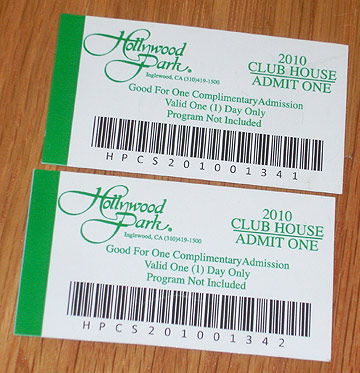 Hollywood
Park®
Inglewood, CA (310)419-1500
2010
CLUB HOUSE
ADMIT ONE
Good For One Complimentary Admission
Valid One (1) Day Only
Program Not Included
HPCS201001341
Hollywood
Park®
Inglewood, CA (310)419-1500
2010
CLUB HOUSE
ADMIT ONE
Good For One Complimentary Admission
Valid One (1) Day Only
Program Not Included
HPCS201001342